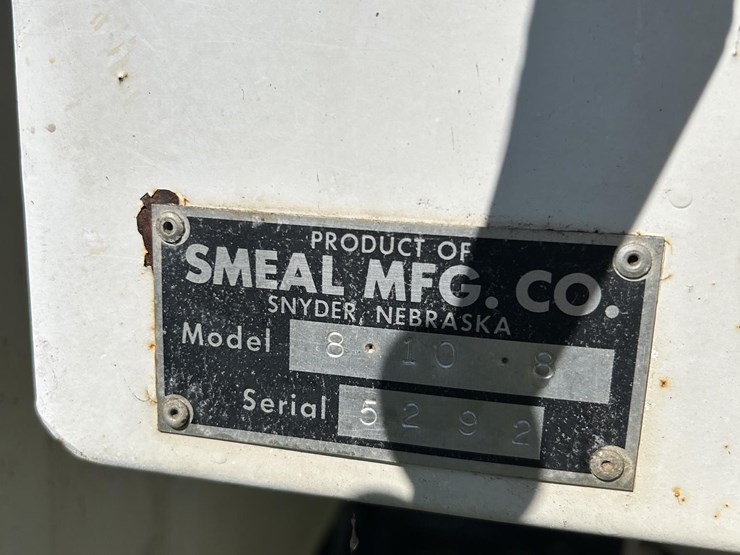 PRODUCT OF
SMEAL MFG. CO.
SNYDER, NEBRASKA
Model 8 . 10 . 8
Serial 5292